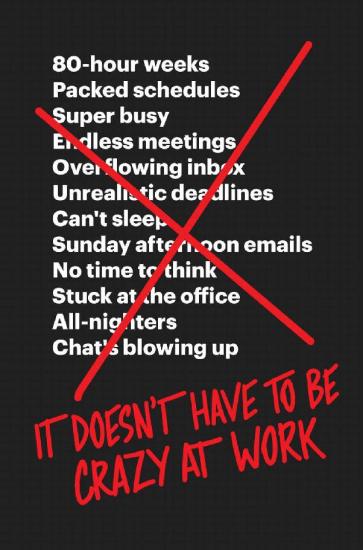 80-hour weeks
Packed schedules
Super busy
Endless meetings
Overflowing inbox
Unrealistic deadlines
Can't sleep
Sunday afternoon emails
No time to think
Stuck at the office
All-nighters
Chat's blowing up
IT DOESN'T HAVE TO BE
CRAZY AT WORK